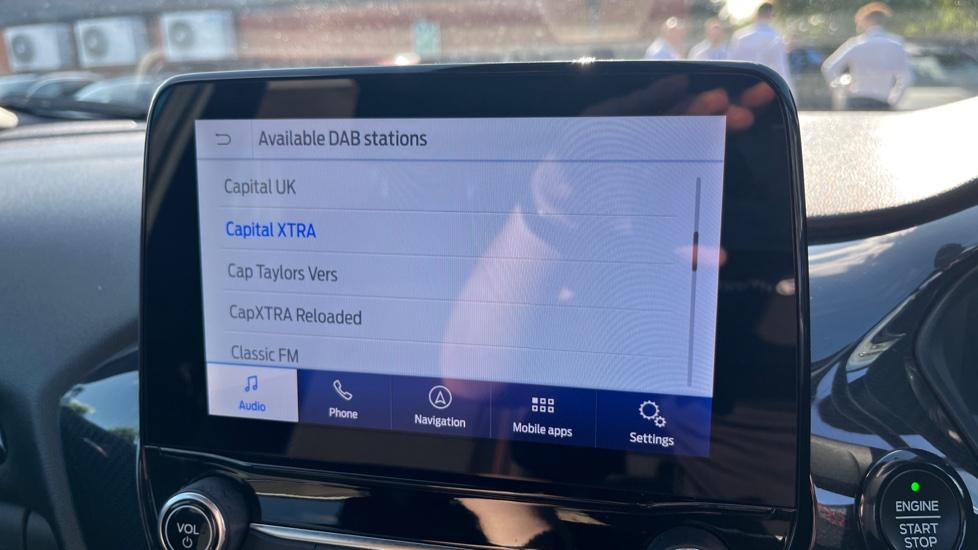 Available DAB stations
Capital UK
Capital XTRA
Cap Taylors Vers
CapXTRA Reloaded
Classic FM
Audio
Phone
Navigation
Mobile apps
Settings
VOL
ENGINE
START
STOP